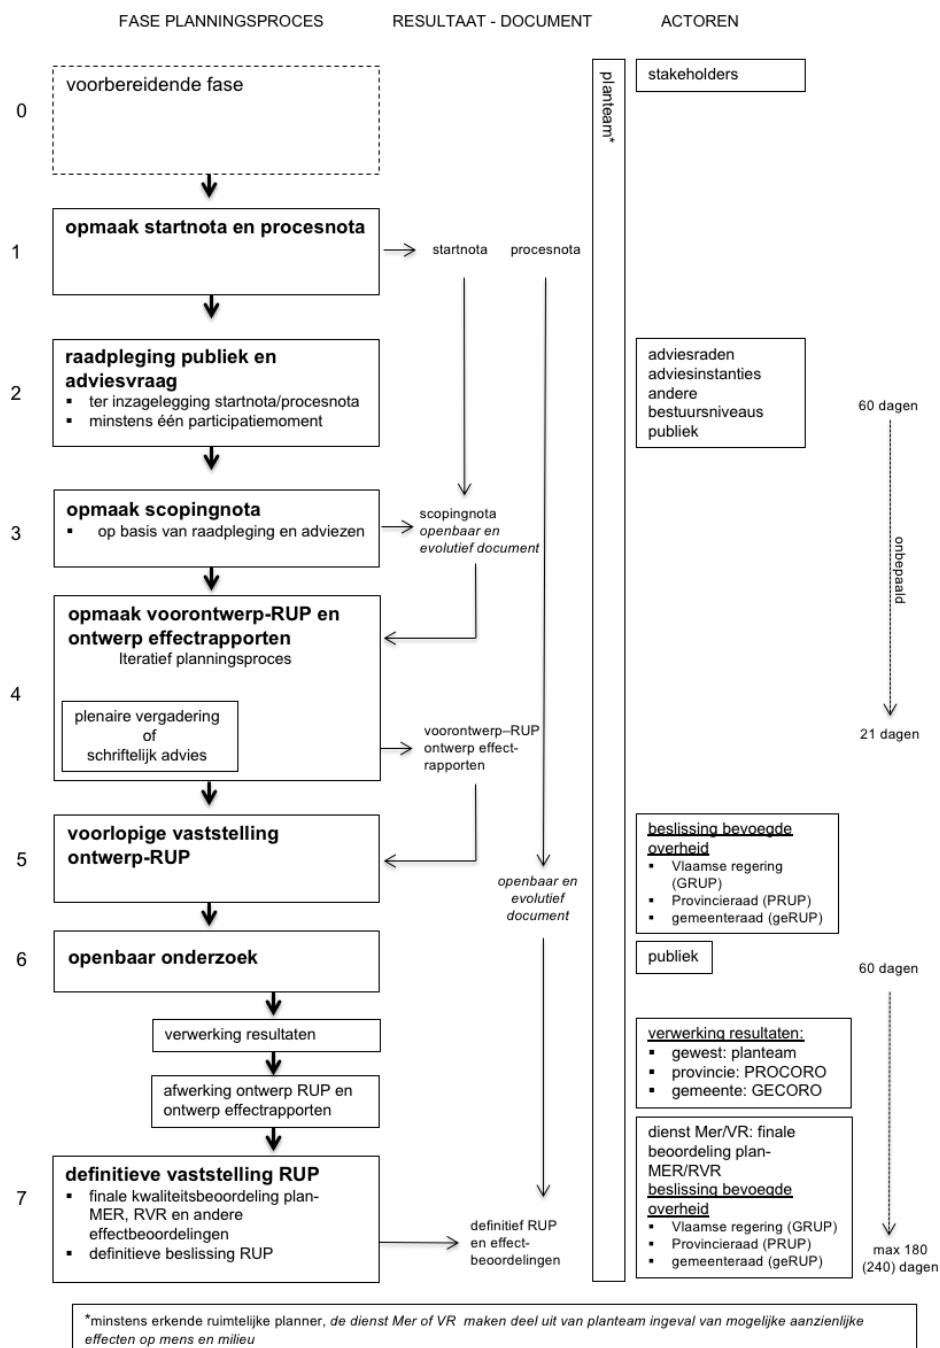 FASE PLANNINGSPROCES
RESULTAAT - DOCUMENT
ACTOREN
0
voorbereidende fase
planteam*
stakeholders
1
opmaak startnota en procesnota
startnota
procesnota
2
raadpleging publiek en
adviesvraag
▪ ter inzagelegging startnota/procesnota
▪ minstens één participatiemoment
adviesraden
adviesinstanties
andere
bestuursniveaus
publiek
60 dagen
3
opmaak scopingnota
▪ op basis van raadpleging en adviezen
scopingnota
openbaar en
evolutief document
onbepaald
4
opmaak voorontwerp-RUP en
ontwerp effectrapporten
Iteratief planningsproces
plenaire vergadering
of
schriftelijk advies
voorontwerp–RUP
ontwerp effect-
rapporten
21 dagen
5
voorlopige vaststelling
ontwerp-RUP
openbaar en
evolutief
document
beslissing bevoegde
overheid
▪ Vlaamse regering
(GRUP)
▪ Provincieraad (PRUP)
▪ gemeenteraad (geRUP)
6
openbaar onderzoek
publiek
60 dagen
verwerking resultaten
verwerking resultaten:
▪ gewest: planteam
▪ provincie: PROCORO
▪ gemeente: GECORO
afwerking ontwerp RUP en
ontwerp effectrapporten
7
definitieve vaststelling RUP
▪ finale kwaliteitsbeoordeling plan-
MER, RVR en andere
effectbeoordelingen
▪ definitieve beslissing RUP
definitief RUP
en effect-
beoordelingen
dienst Mer/VR: finale
beoordeling plan-
MER/RVR
beslissing bevoegde
overheid
▪ Vlaamse regering (GRUP)
▪ Provincieraad (PRUP)
▪ gemeenteraad (geRUP)
max 180
(240) dagen
*minstens erkende ruimtelijke planner, de dienst Mer of VR maken deel uit van planteam ingeval van mogelijke aanzienlijke
effecten op mens en milieu